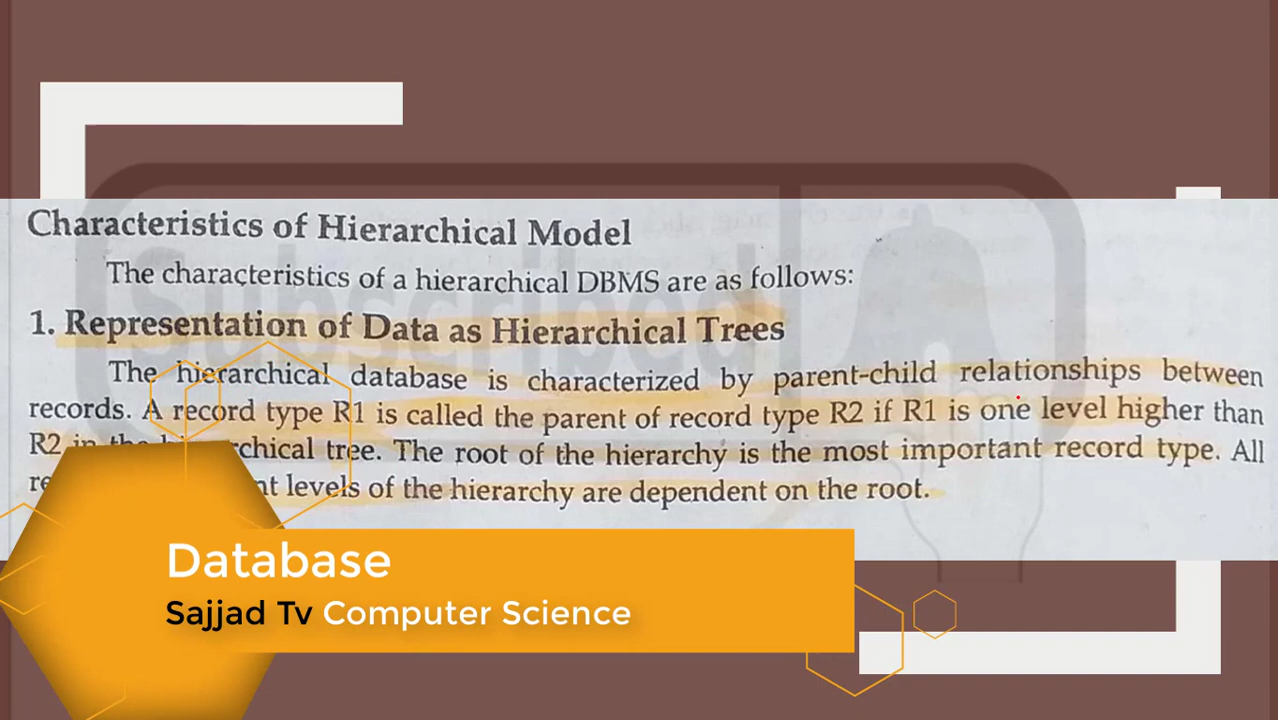 Characteristics of Hierarchical Model
The characteristics of a hierarchical DBMS are as follows:
1. Representation of Data as Hierarchical Trees
The hierarchical database is characterized by parent-child relationships between
records. A record type R1 is called the parent of record type R2 if R1 is one level higher than
R2 in the chical tree. The root of the hierarchy is the most important record type. All
levels of the hierarchy are dependent on the root.
Subscribed
Database
Sajjad Tv Computer Science